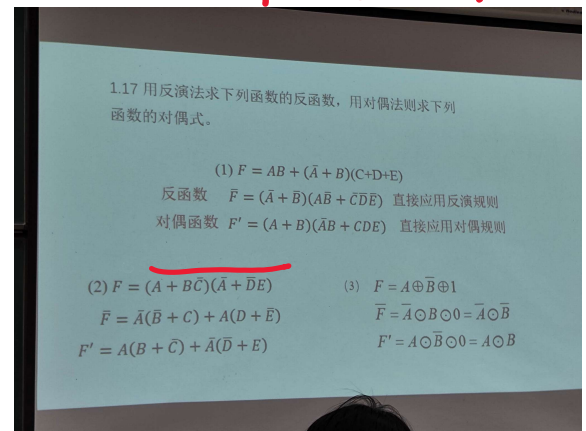 1.17 用反演法求下列函数的反函数，用对偶法则求下列
函数的对偶式。
(1) F = AB + (Ā + B)(C+D+E)
反函数 F̄ = (Ā + B̄)(AB̄ + C̄D̄Ē) 直接应用反演规则
对偶函数 F' = (A + B)(ĀB + CDE) 直接应用对偶规则
(2) F = (A + BC̄)(Ā + D̄E)
F̄ = Ā(B̄ + C) + A(D + Ē)
F' = A(B + C̄) + Ā(D̄ + E)
(3) F = A⊕B̄⊕1
F̄ = Ā⊙B⊙0 = Ā⊙B̄
F' = A⊙B̄⊙0 = A⊙B